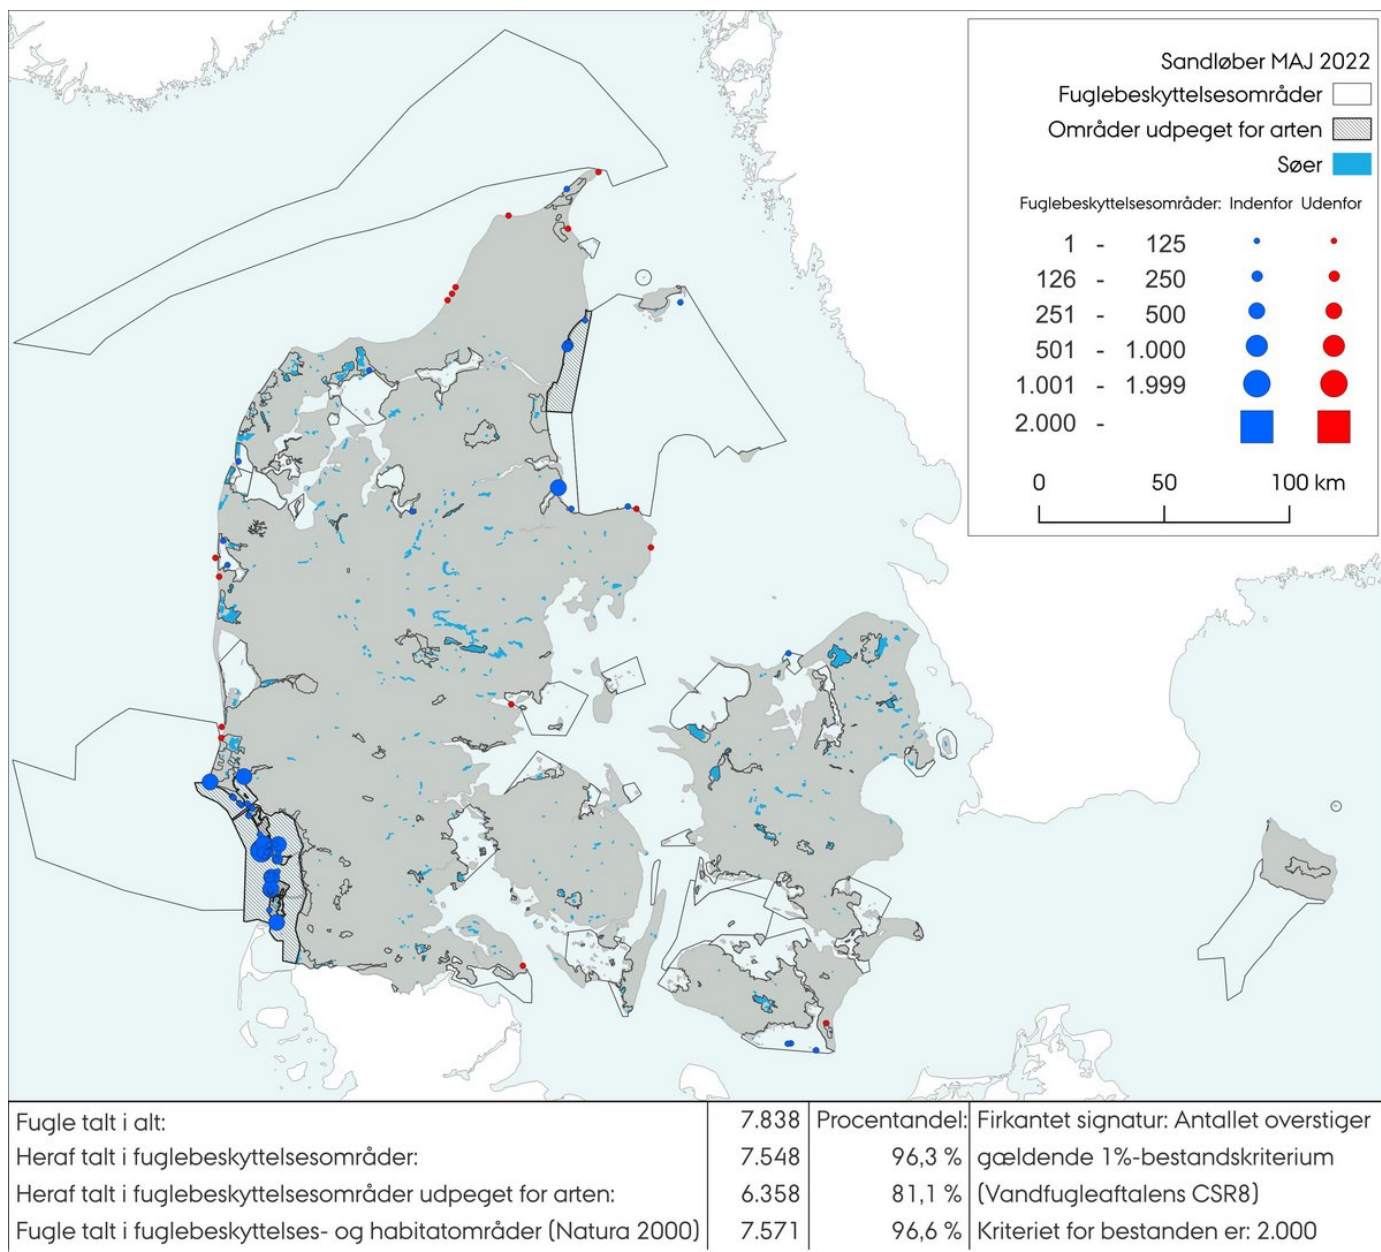 Sandløber MAJ 2022
Fuglebeskyttelsesområder
Områder udpeget for arten
Søer
Fuglebeskyttelsesområder: Indenfor Udenfor
1 - 125
126 - 250
251 - 500
501 - 1.000
1.001 - 1.999
2.000 -
0 50 100 km
Fugle talt i alt: 7.838 Procentandel: Firkantet signatur: Antallet overstiger
Heraf talt i fuglebeskyttelsesområder: 7.548 96,3 % gældende 1%-bestandskriterium
Heraf talt i fuglebeskyttelsesområder udpeget for arten: 6.358 81,1 % (Vandfugleaftalens CSR8)
Fugle talt i fuglebeskyttelses- og habitatområder (Natura 2000) 7.571 96,6 % Kriteriet for bestanden er: 2.000